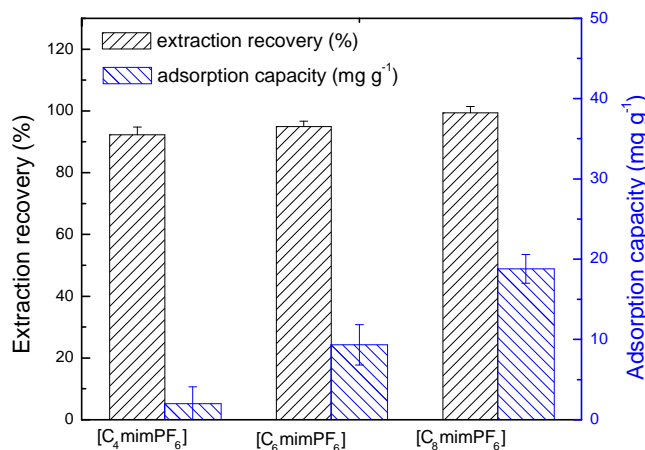 extraction recovery (%)
adsorption capacity (mg g⁻¹)
Extraction recovery (%)
120
100
80
60
40
20
0
50
40
30
20
10
0
Adsorption capacity (mg g⁻¹)
[C₄mimPF₆]
[C₆mimPF₆]
[C₈mimPF₆]